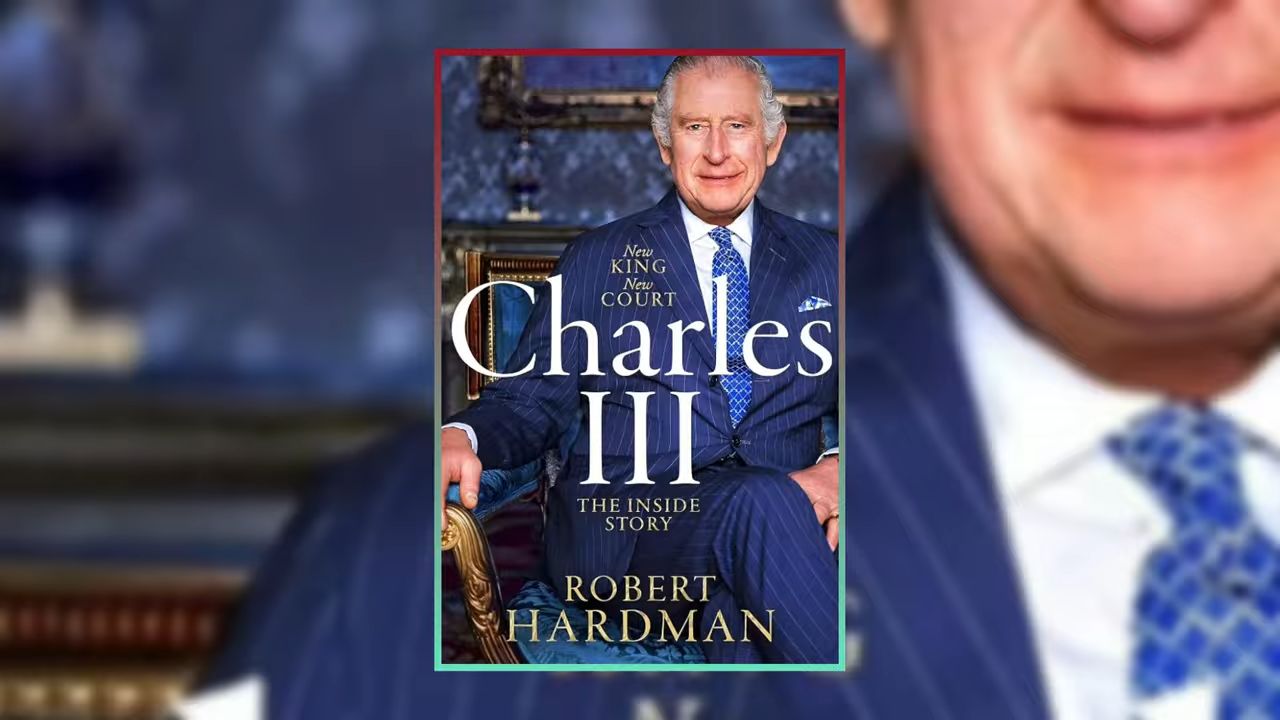 New
KING
New
COURT
Charles
III
THE INSIDE
STORY
ROBERT
HARDMAN